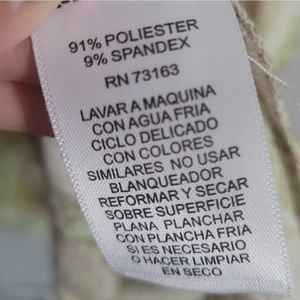 91% POLIESTER
9% SPANDEX
RN 73163
LAVAR A MAQUINA
CON AGUA FRIA
CICLO DELICADO
CON COLORES
SIMILARES NO USAR
BLANQUEADOR
REFORMAR Y SECAR
SOBRE SUPERFICIE
PLANA PLANCHAR
CON PLANCHA FRIA
SI ES NECESARIO
O HACER LIMPIAR
EN SECO